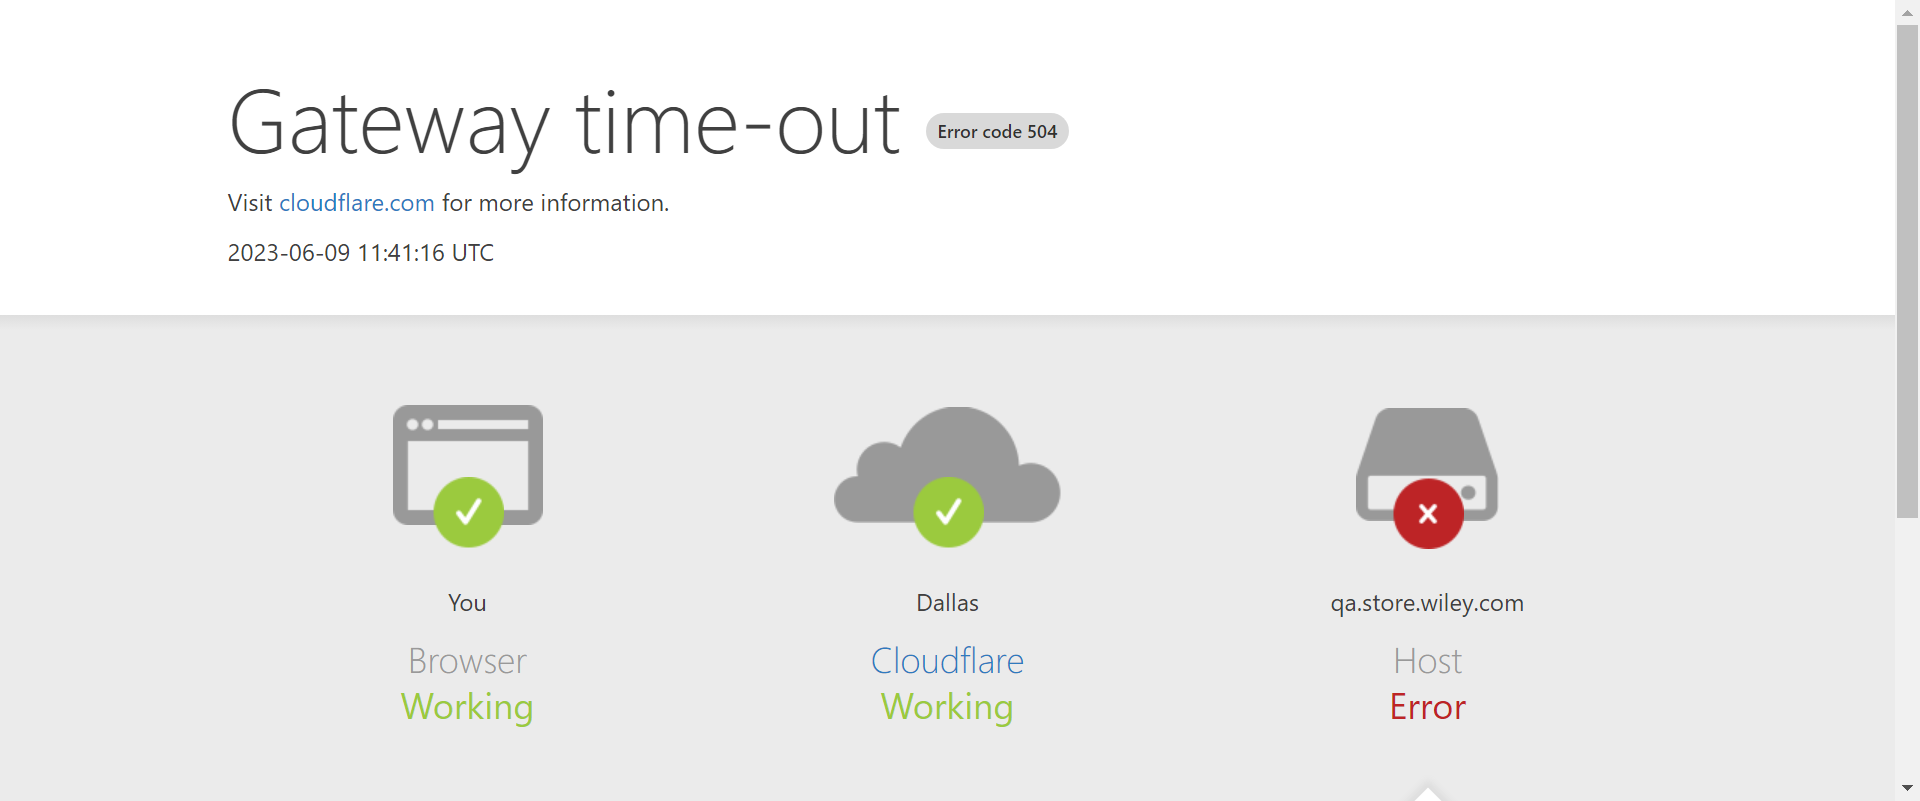 Gateway time-out Error code 504
Visit cloudflare.com for more information.
2023-06-09 11:41:16 UTC
You
Browser
Working
Dallas
Cloudflare
Working
qa.store.wiley.com
Host
Error